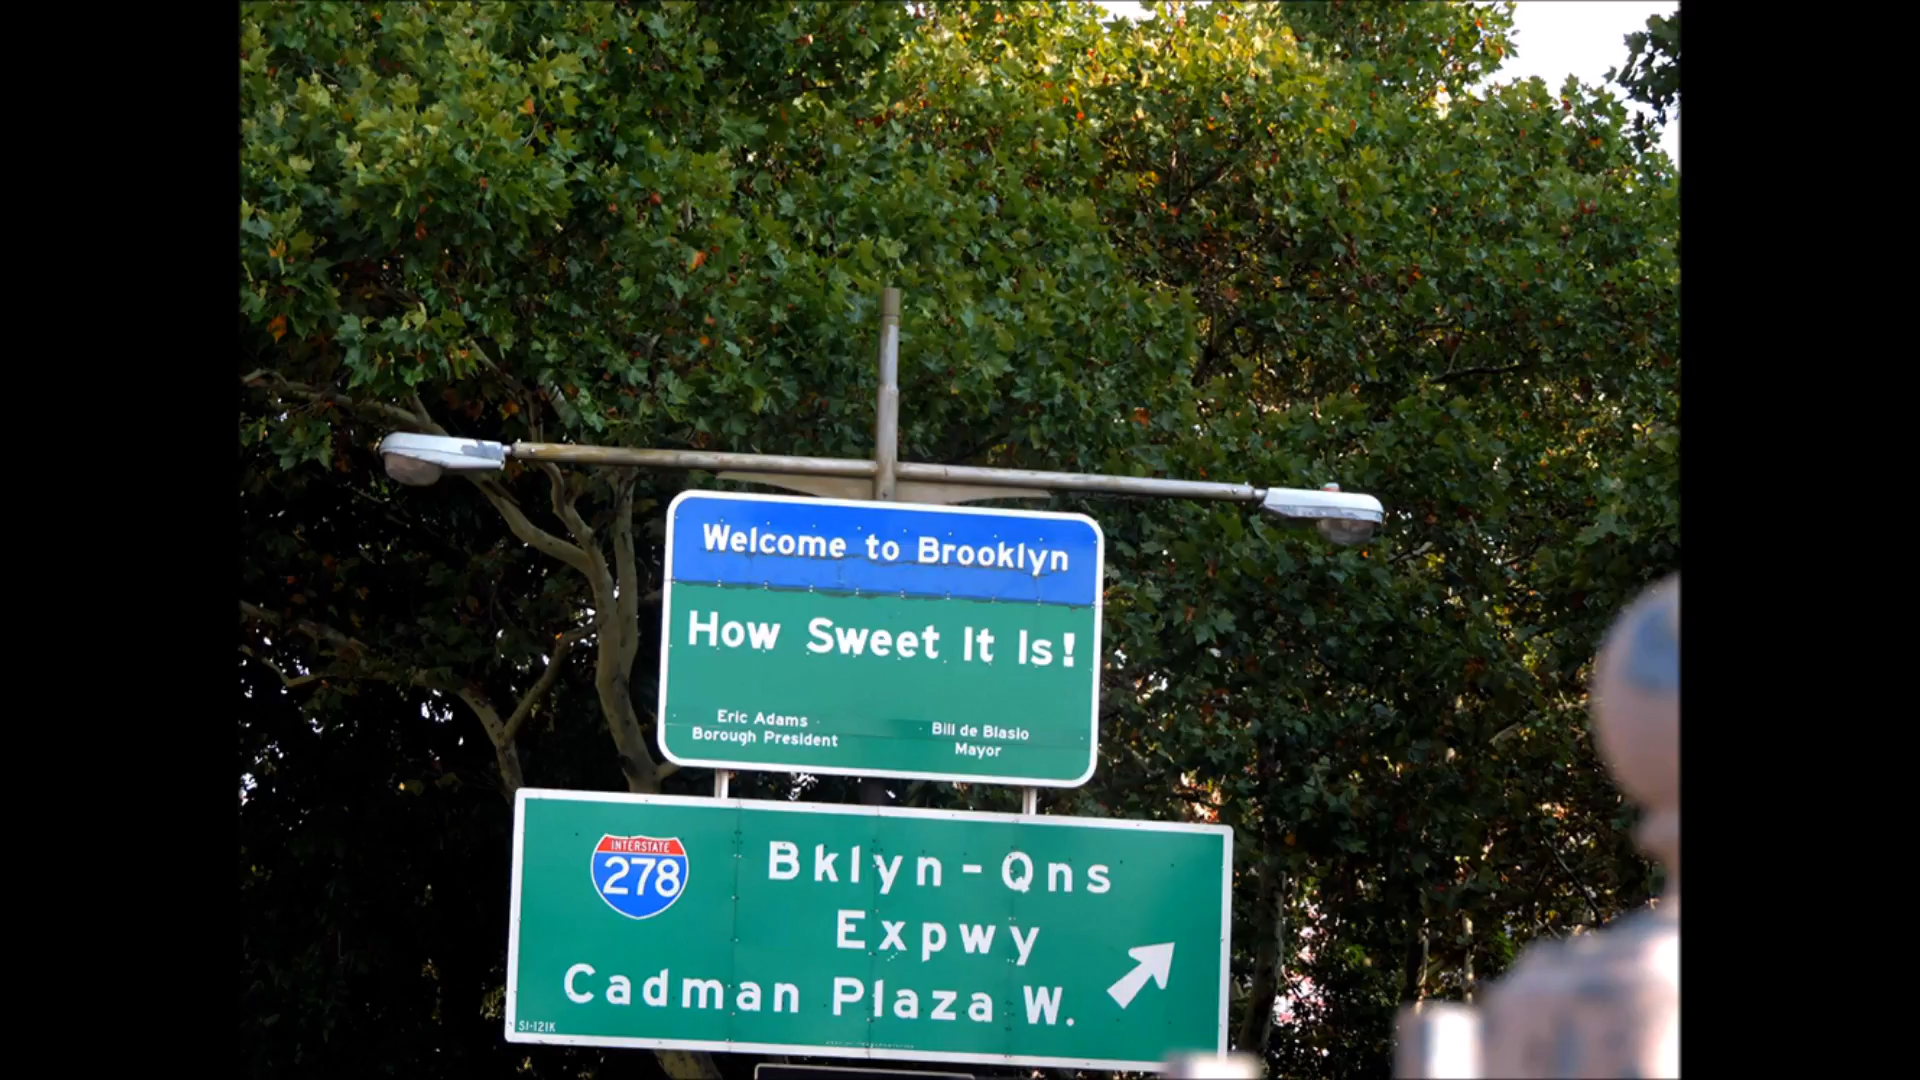 Welcome to Brooklyn
How Sweet It Is!
Eric Adams
Borough President
Bill de Blasio
Mayor
INTERSTATE
278
Bklyn-Qns
Expwy
Cadman Plaza W.
SI-121K